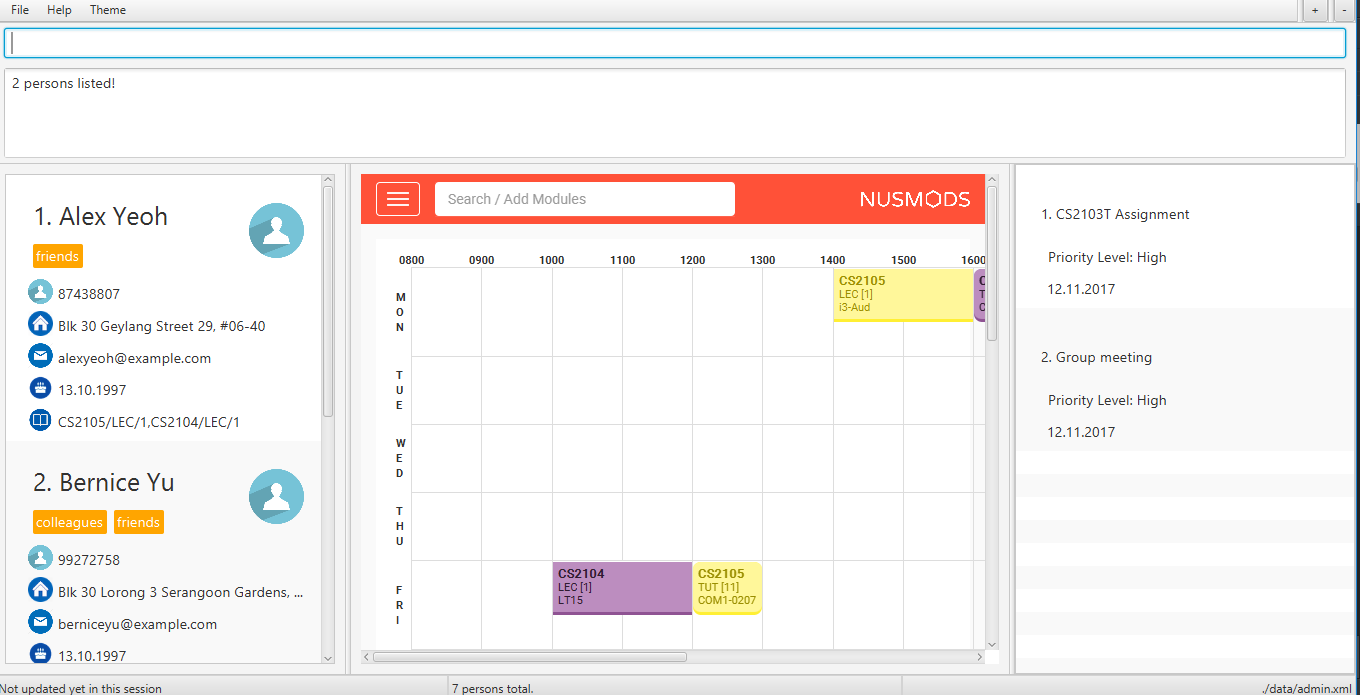 File Help Theme + -
2 persons listed!
1. Alex Yeoh
friends
87438807
Blk 30 Geylang Street 29, #06-40
alexyeoh@example.com
13.10.1997
CS2105/LEC/1,CS2104/LEC/1
2. Bernice Yu
colleagues friends
99272758
Blk 30 Lorong 3 Serangoon Gardens, ...
berniceyu@example.com
13.10.1997
Search / Add Modules
NUSMODS
0800 0900 1000 1100 1200 1300 1400 1500 1600
MON
CS2105
LEC [1]
i3-Aud
C
T
C
TUE
WED
THU
FRI
CS2104
LEC [1]
LT15
CS2105
TUT [11]
COM1-0207
1. CS2103T Assignment
Priority Level: High
12.11.2017
2. Group meeting
Priority Level: High
12.11.2017
Not updated yet in this session
7 persons total.
./data/admin.xml